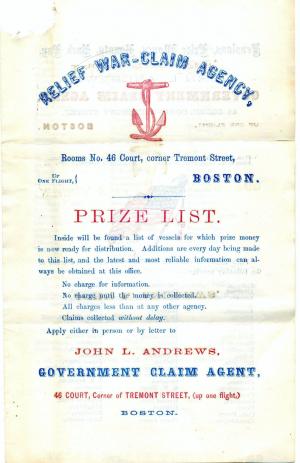 RELIEF WAR-CLAIM AGENCY,
Rooms No. 46 Court, corner Tremont Street,
UP
ONE FLIGHT, { BOSTON.
PRIZE LIST.
Inside will be found a list of vessels for which prize money
is now ready for distribution. Additions are every day being made
to this list, and the latest and most reliable information can al-
ways be obtained at this office.
No charge for information.
No charge until the money is collected.
All charges less than at any other agency.
Claims collected without delay.
Apply either in person or by letter to
JOHN L. ANDREWS,
GOVERNMENT CLAIM AGENT,
46 COURT, Corner of TREMONT STREET, (up one flight,)
BOSTON.